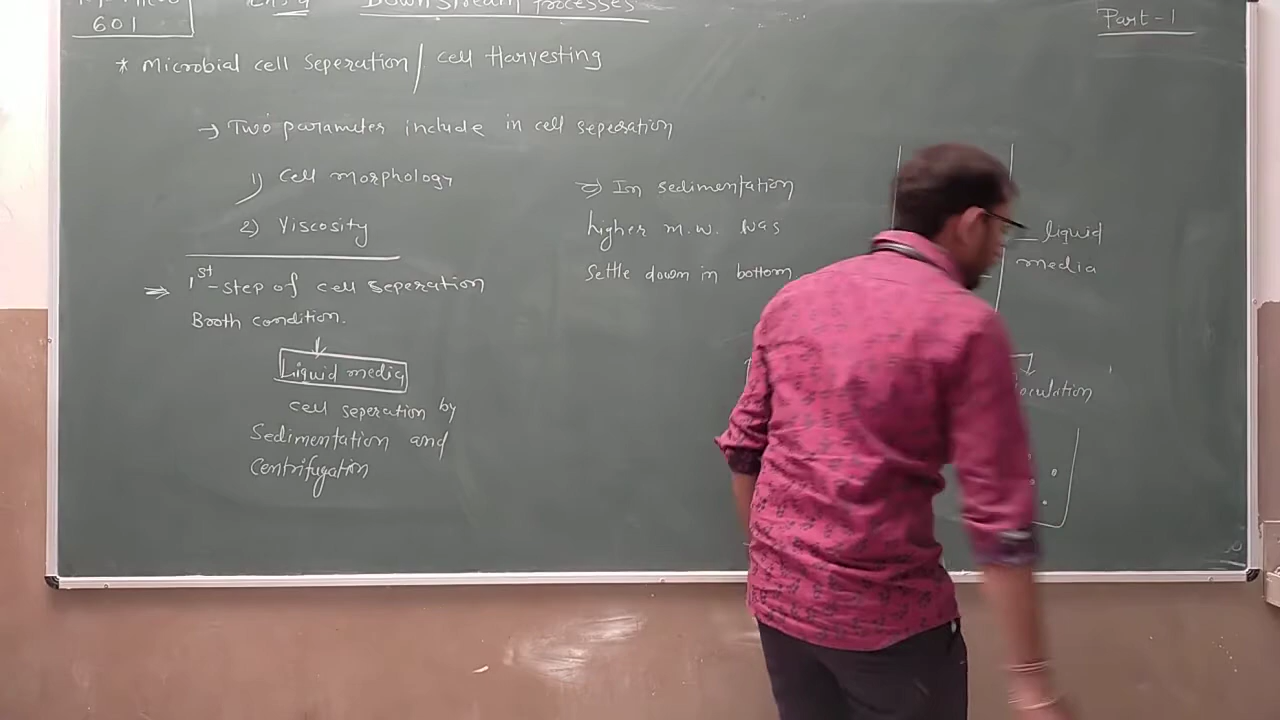 601
Downstream processes
Part-1
* Microbial cell seperation / cell Harvesting
→ Two parameter include in cell seperation
1) cell morphology
2) Viscosity
⇒ 1st-step of cell seperation
Broth condition.
Liquid media
cell seperation by
Sedimentation and
Centrifugation
⇒ In sedimentation
higher m.w. was
settle down in bottom
liquid
media